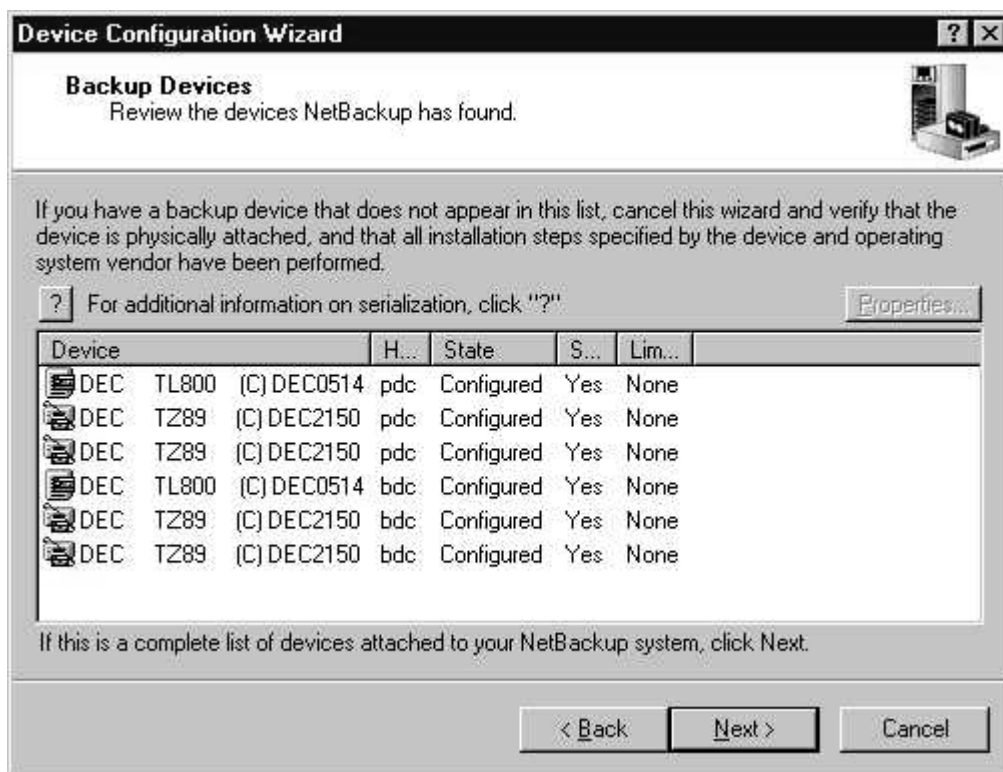 Device Configuration Wizard
Backup Devices
Review the devices NetBackup has found.
If you have a backup device that does not appear in this list, cancel this wizard and verify that the
device is physically attached, and that all installation steps specified by the device and operating
system vendor have been performed.
? For additional information on serialization, click "?" Properties...
Device H... State S... Lim...
DEC TL800 (C) DEC0514 pdc Configured Yes None
DEC TZ89 (C) DEC2150 pdc Configured Yes None
DEC TZ89 (C) DEC2150 pdc Configured Yes None
DEC TL800 (C) DEC0514 bdc Configured Yes None
DEC TZ89 (C) DEC2150 bdc Configured Yes None
DEC TZ89 (C) DEC2150 bdc Configured Yes None
If this is a complete list of devices attached to your NetBackup system, click Next.
< Back Next > Cancel